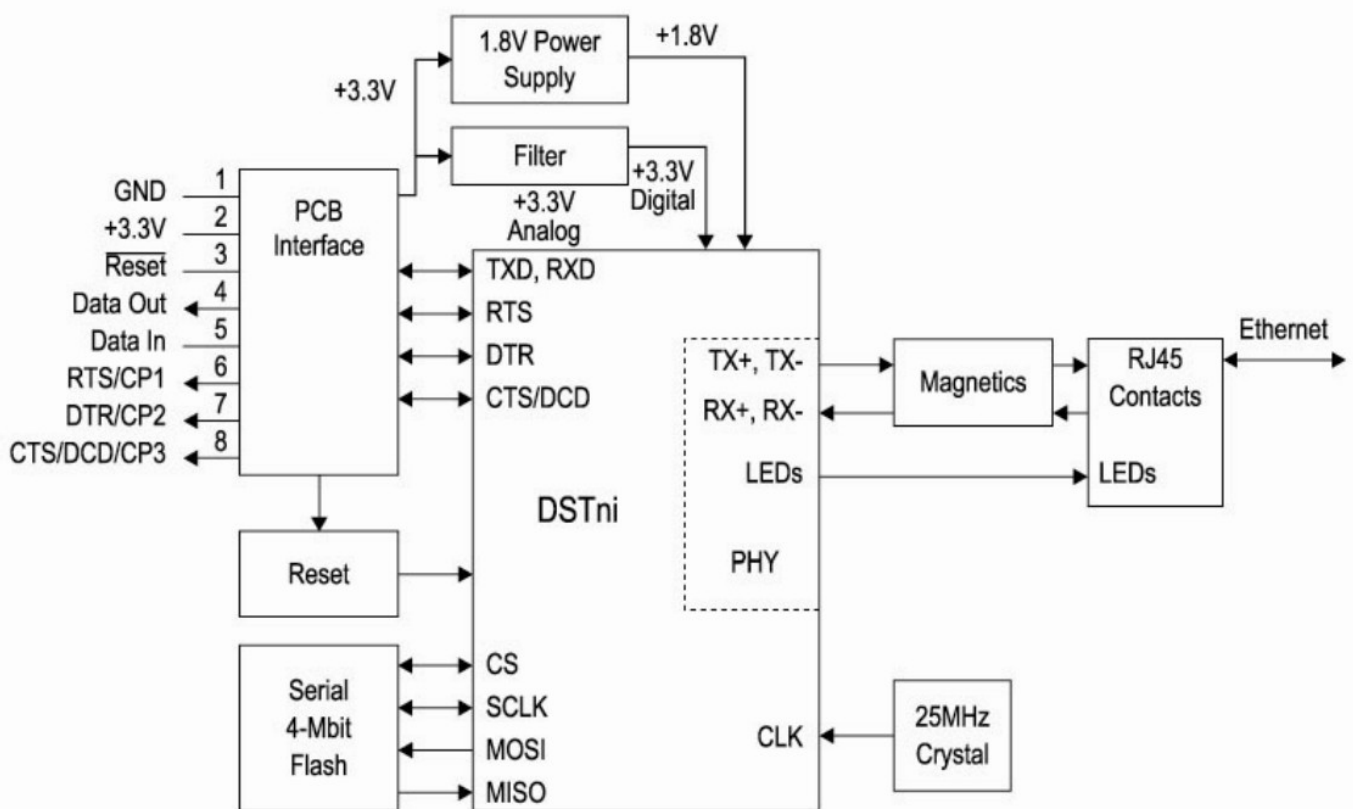 1.8V Power
Supply
+1.8V
+3.3V
Filter
+3.3V
Digital
+3.3V
Analog
GND 1
+3.3V 2
Reset 3
Data Out 4
Data In 5
RTS/CP1 6
DTR/CP2 7
CTS/DCD/CP3 8
PCB
Interface
TXD, RXD
RTS
DTR
CTS/DCD
DSTni
TX+, TX-
RX+, RX-
LEDs
PHY
Magnetics
RJ45
Contacts
LEDs
Ethernet
Reset
Serial
4-Mbit
Flash
CS
SCLK
MOSI
MISO
CLK
25MHz
Crystal